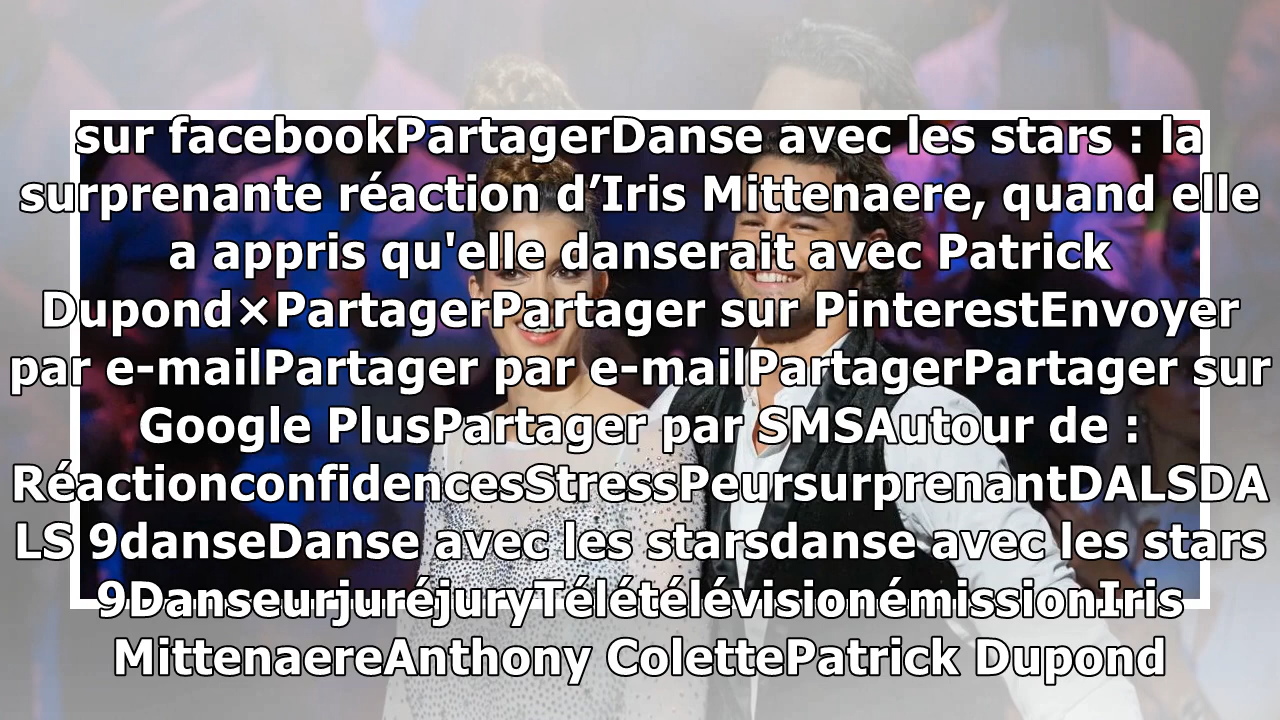 sur facebookPartagerDanse avec les stars : la
surprenante réaction d’Iris Mittenaere, quand elle
a appris qu'elle danserait avec Patrick
Dupond×PartagerPartager sur PinterestEnvoyer
par e-mailPartager par e-mailPartagerPartager sur
Google PlusPartager par SMSAutour de :
RéactionconfidencesStressPeursurprenantDALSDA
LS 9danseDanse avec les starsdanse avec les stars
9DanseurjuréjuryTélétélévisionémissionIris
MittenaereAnthony ColettePatrick Dupond